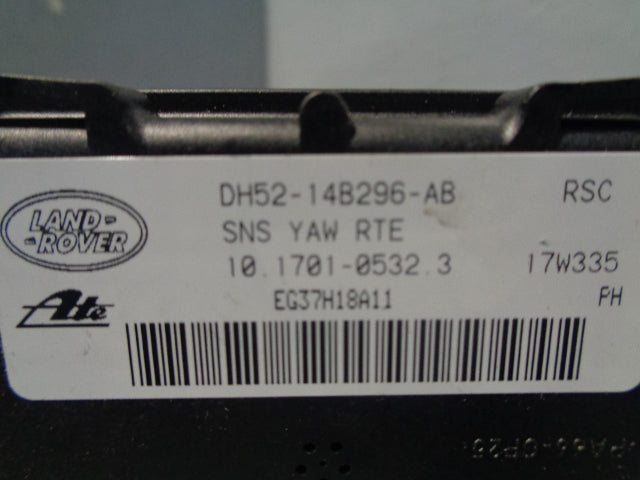 DH52-14B296-AB RSC
LAND-
-ROVER
SNS YAW RTE
10.1701-0532.3 17W335
Ate EG37H18A11 FH